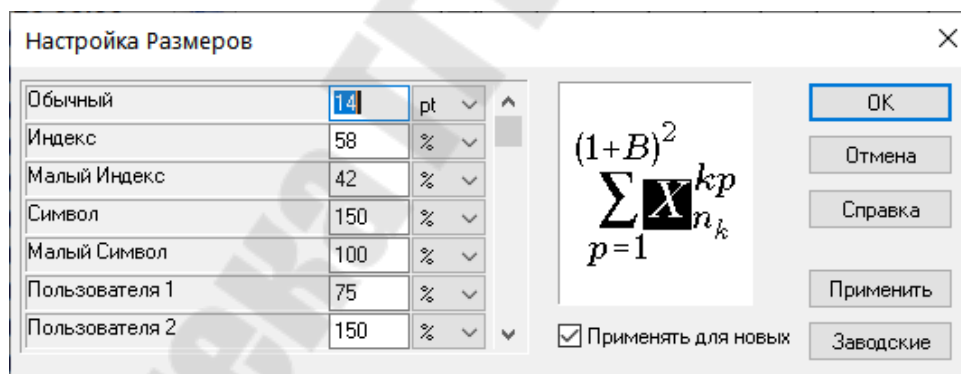 Настройка Размеров
Обычный 14 pt
Индекс 58 %
Малый Индекс 42 %
Символ 150 %
Малый Символ 100 %
Пользователя 1 75 %
Пользователя 2 150 %
(1+B)²
∑ X kp n k
p=1
Применять для новых
OK
Отмена
Справка
Применить
Заводские